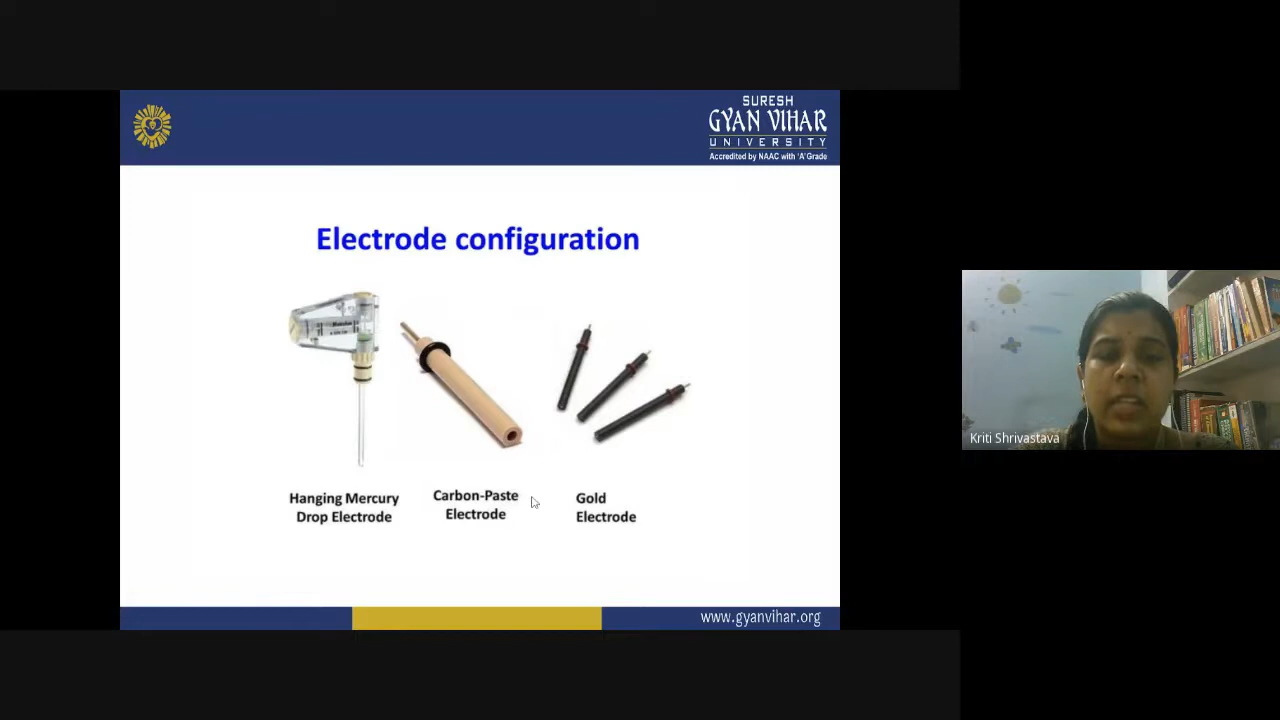 SURESH
GYAN VIHAR
UNIVERSITY
Accredited by NAAC with 'A' Grade
Electrode configuration
Hanging Mercury
Drop Electrode
Carbon-Paste
Electrode
Gold
Electrode
www.gyanvihar.org
Kriti Shrivastava